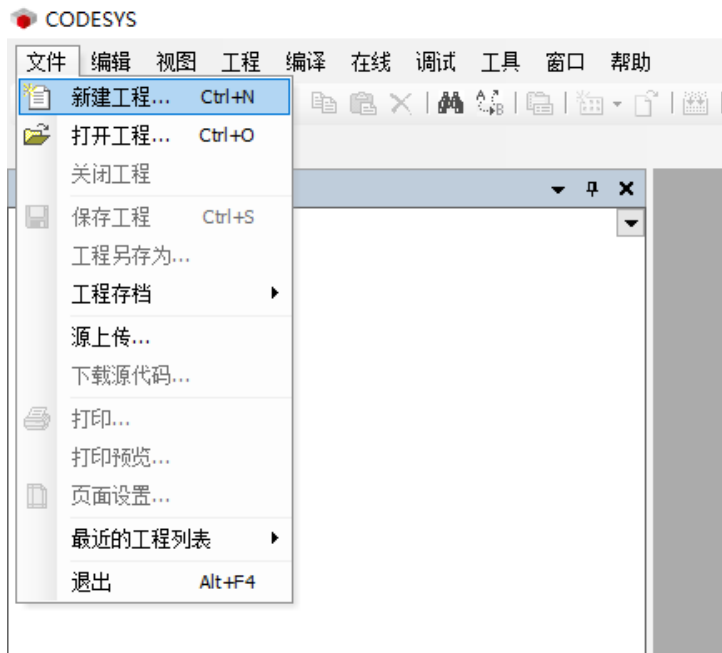 CODESYS
文件 编辑 视图 工程 编译 在线 调试 工具 窗口 帮助
新建工程... Ctrl+N
打开工程... Ctrl+O
关闭工程
保存工程 Ctrl+S
工程另存为...
工程存档
源上传...
下载源代码...
打印...
打印预览...
页面设置...
最近的工程列表
退出 Alt+F4